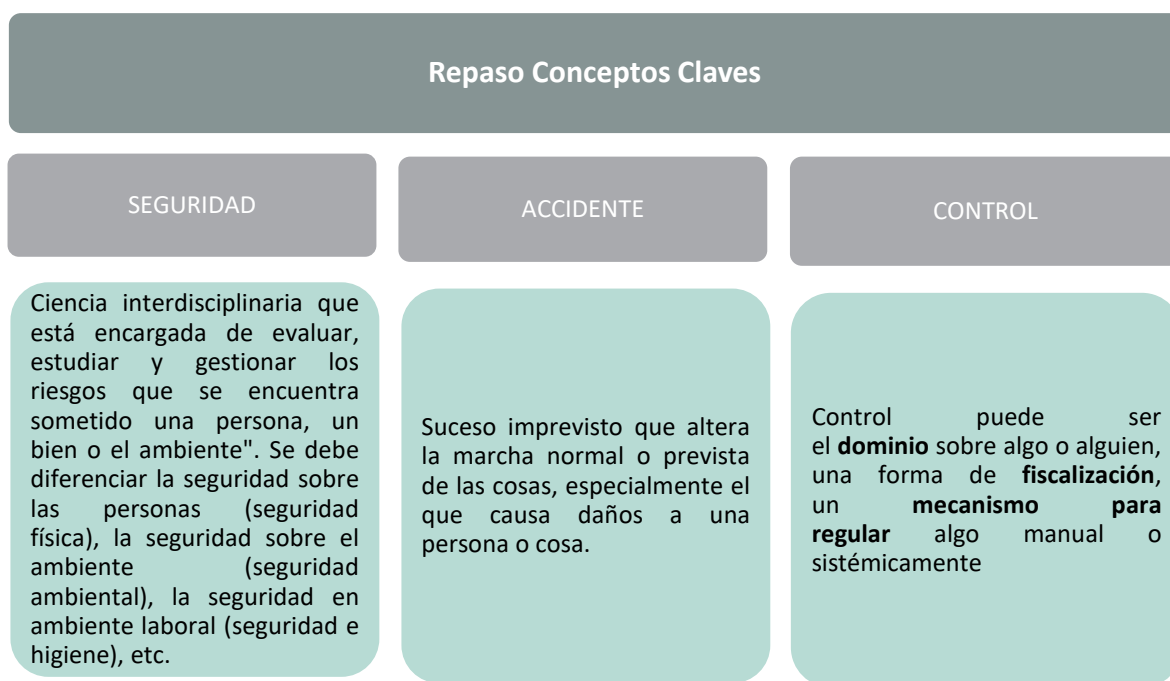 Repaso Conceptos Claves
SEGURIDAD
Ciencia interdisciplinaria que
está encargada de evaluar,
estudiar y gestionar los
riesgos que se encuentra
sometido una persona, un
bien o el ambiente". Se debe
diferenciar la seguridad sobre
las personas (seguridad
física), la seguridad sobre el
ambiente (seguridad
ambiental), la seguridad en
ambiente laboral (seguridad e
higiene), etc.
ACCIDENTE
Suceso imprevisto que altera
la marcha normal o prevista
de las cosas, especialmente el
que causa daños a una
persona o cosa.
CONTROL
Control puede ser
el dominio sobre algo o alguien,
una forma de fiscalización,
un mecanismo para
regular algo manual o
sistémicamente